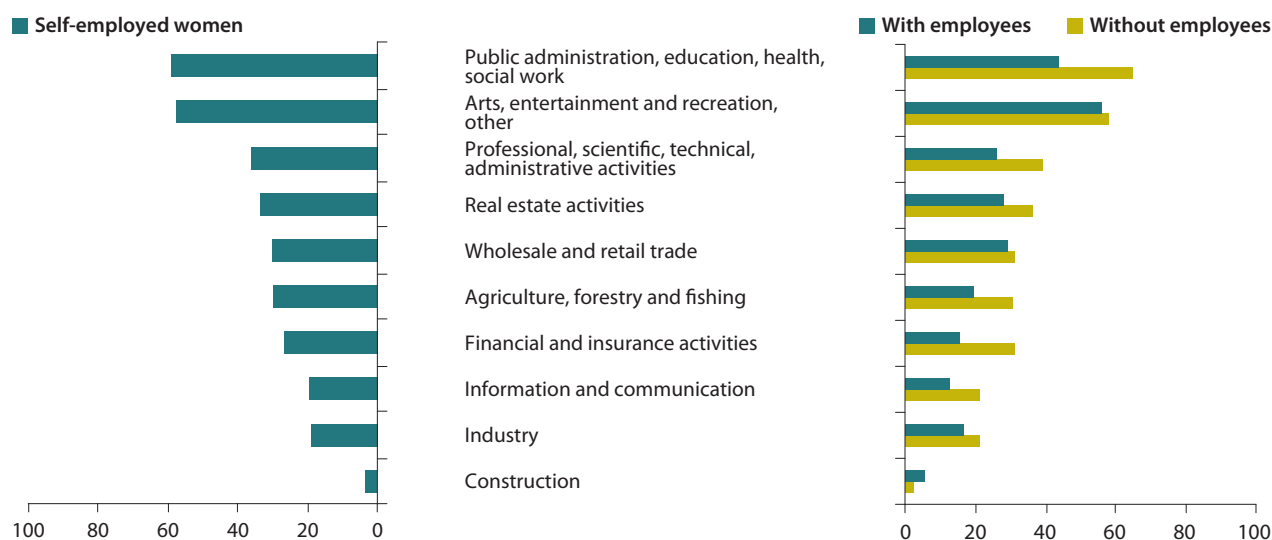 Self-employed women
With employees
Without employees
Public administration, education, health,
social work
Arts, entertainment and recreation,
other
Professional, scientific, technical,
administrative activities
Real estate activities
Wholesale and retail trade
Agriculture, forestry and fishing
Financial and insurance activities
Information and communication
Industry
Construction
100 80 60 40 20 0
0 20 40 60 80 100